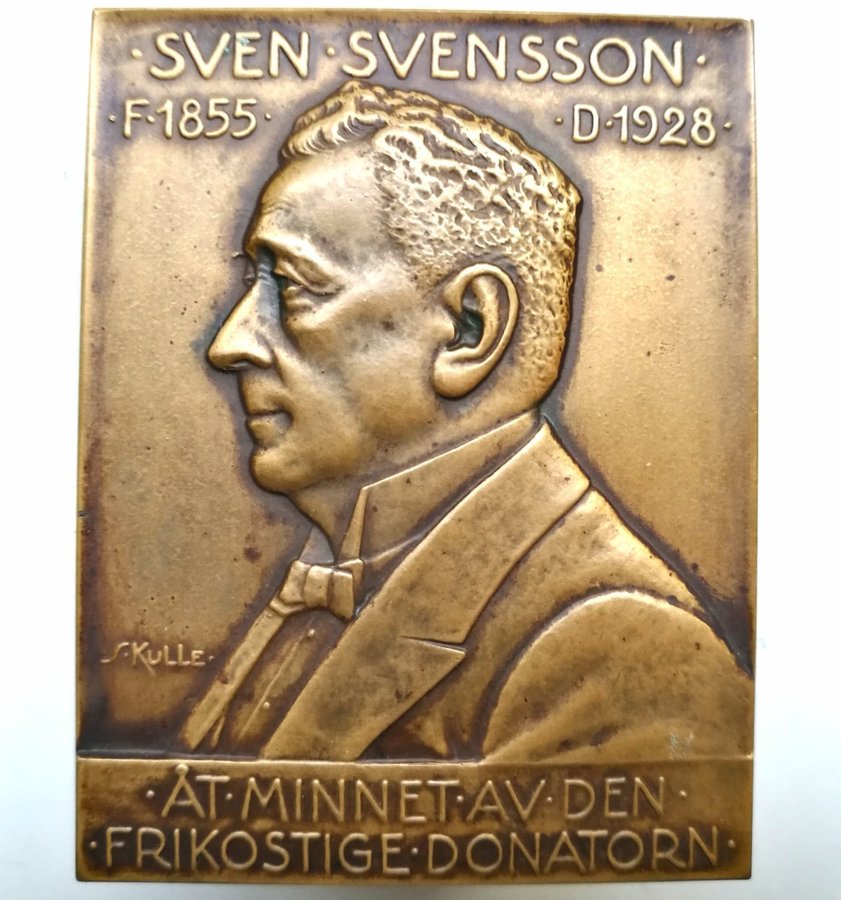 ·SVEN·SVENSSON·
·F·1855· ·D·1928·
S·KULLE·
·ÅT·MINNET·AV·DEN·
·FRIKOSTIGE·DONATORN·